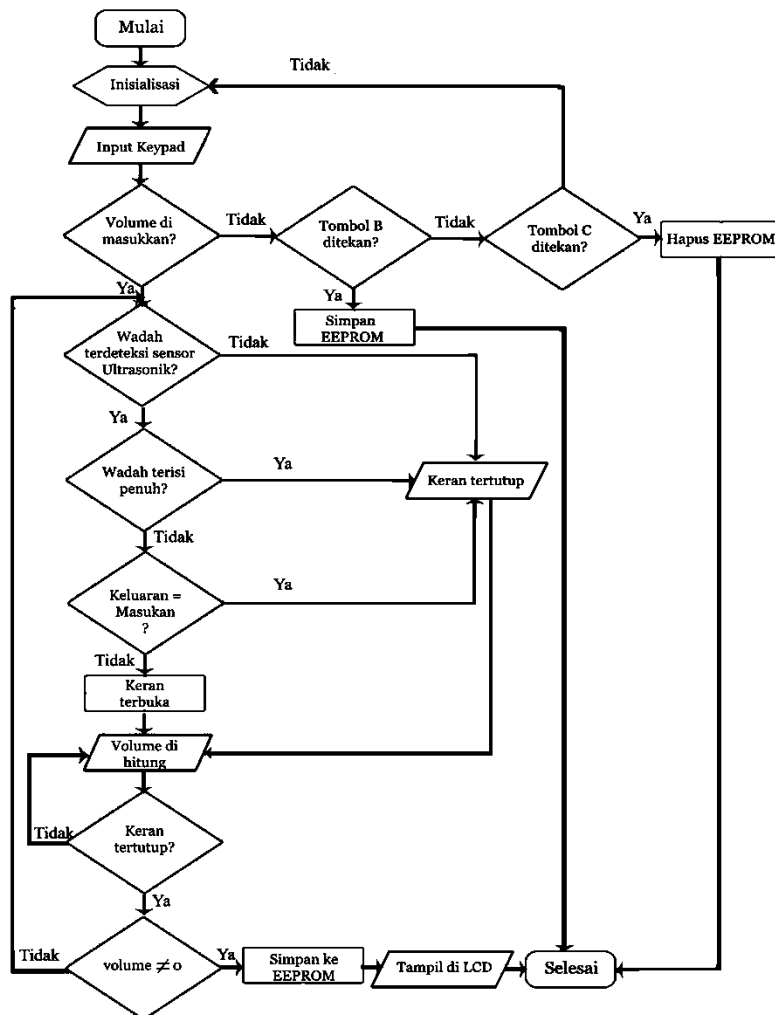 Mulai
Tidak
Inisialisasi
Input Keypad
Volume di
masukkan?
Tidak
Tombol B
ditekan?
Tidak
Tombol C
ditekan?
Ya
Hapus EEPROM
Ya
Ya
Simpan
EEPROM
Wadah
terdeteksi sensor
Ultrasonik?
Tidak
Ya
Wadah terisi
penuh?
Ya
Keran tertutup
Tidak
Keluaran =
Masukan
?
Ya
Tidak
Keran
terbuka
Volume di
hitung
Keran
tertutup?
Tidak
Ya
volume ≠ 0
Tidak
Ya
Simpan ke
EEPROM
Tampil di LCD
Selesai